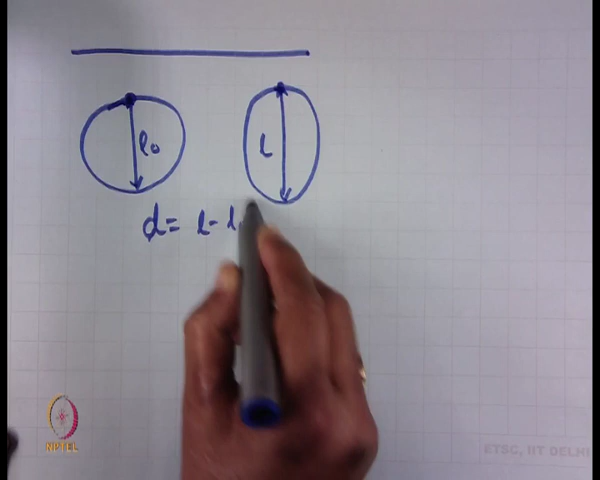 l₀
l
d = l - l
NPTEL
ETSC, IIT DELHI